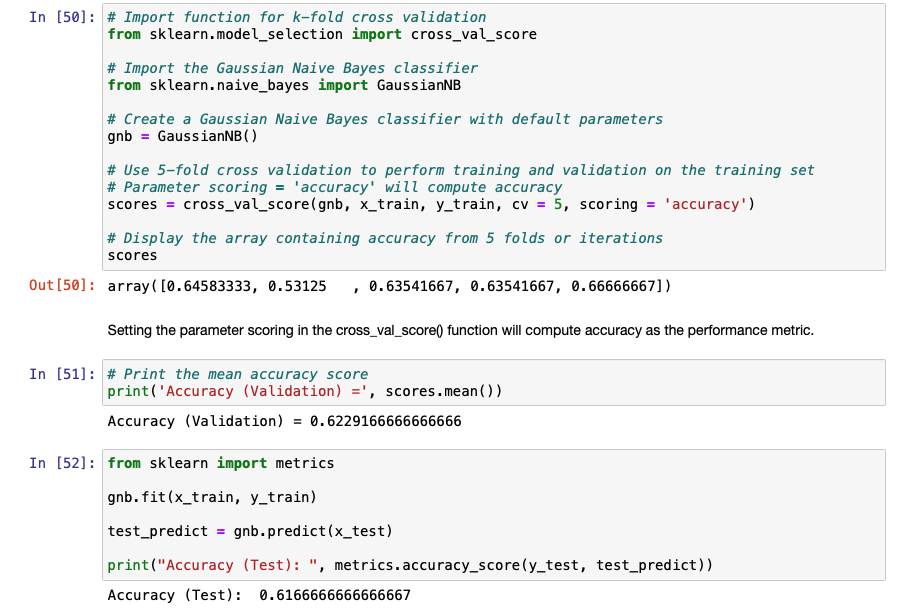 In [50]: # Import function for k-fold cross validation
from sklearn.model_selection import cross_val_score
# Import the Gaussian Naive Bayes classifier
from sklearn.naive_bayes import GaussianNB
# Create a Gaussian Naive Bayes classifier with default parameters
gnb = GaussianNB()
# Use 5-fold cross validation to perform training and validation on the training set
# Parameter scoring = 'accuracy' will compute accuracy
scores = cross_val_score(gnb, x_train, y_train, cv = 5, scoring = 'accuracy')
# Display the array containing accuracy from 5 folds or iterations
scores
Out[50]: array([0.64583333, 0.53125   , 0.63541667, 0.63541667, 0.66666667])
Setting the parameter scoring in the cross_val_score() function will compute accuracy as the performance metric.
In [51]: # Print the mean accuracy score
print('Accuracy (Validation) =', scores.mean())
Accuracy (Validation) = 0.6229166666666666
In [52]: from sklearn import metrics
gnb.fit(x_train, y_train)
test_predict = gnb.predict(x_test)
print("Accuracy (Test): ", metrics.accuracy_score(y_test, test_predict))
Accuracy (Test):  0.6166666666666667